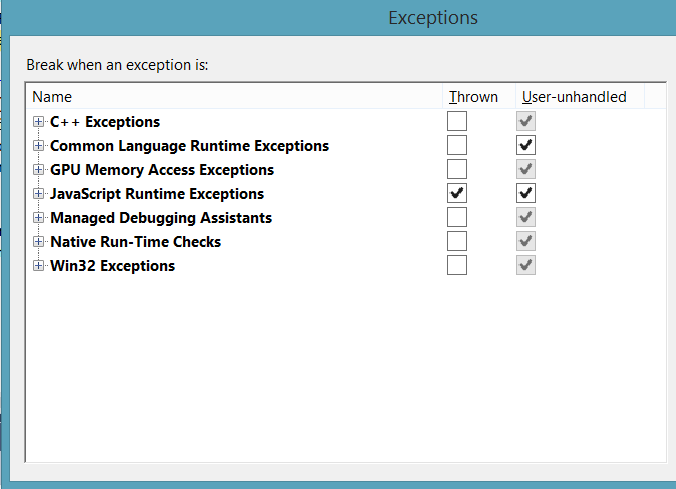 Exceptions
Break when an exception is:
Name Thrown User-unhandled
C++ Exceptions
Common Language Runtime Exceptions
GPU Memory Access Exceptions
JavaScript Runtime Exceptions
Managed Debugging Assistants
Native Run-Time Checks
Win32 Exceptions